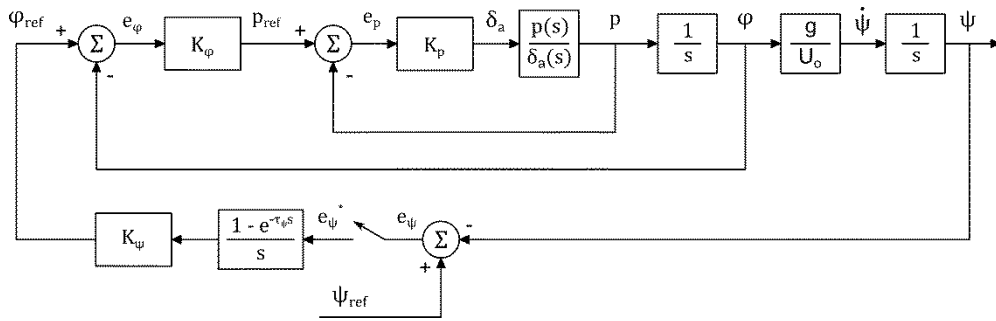 φref + Σ eφ Kφ pref + Σ ep Kp δa p(s) / δa(s) p 1 / s φ g / Uo ψ̇ 1 / s ψ
-
-
Kψ 1 - e^-τψs / s eψ* eψ Σ -
+
ψref